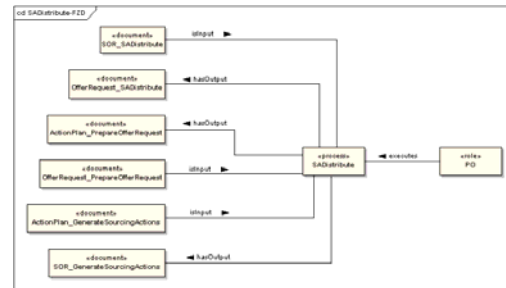 cd SADistribute-FZD
«document»
SOR_SADistribute
isInput
«document»
OfferRequest_SADistribute
hasOutput
«document»
ActionPlan_PrepareOfferRequest
hasOutput
«document»
OfferRequest_PrepareOfferRequest
isInput
«document»
ActionPlan_GenerateSourcingActions
isInput
«document»
SOR_GenerateSourcingActions
hasOutput
«process»
SADistribute
executes
«role»
PO